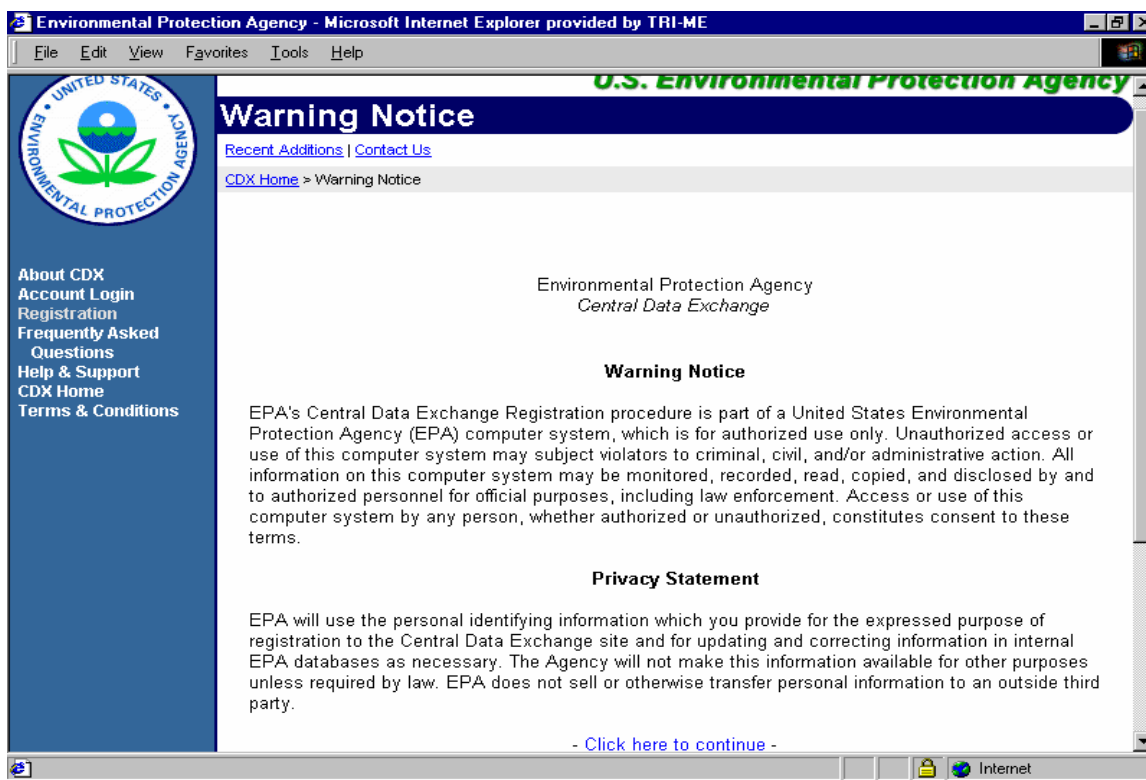 Environmental Protection Agency - Microsoft Internet Explorer provided by TRI-ME
File Edit View Favorites Tools Help
UNITED STATES • ENVIRONMENTAL PROTECTION AGENCY •
U.S. Environmental Protection Agency
Warning Notice
Recent Additions | Contact Us
CDX Home > Warning Notice
About CDX
Account Login
Registration
Frequently Asked
Questions
Help & Support
CDX Home
Terms & Conditions
Environmental Protection Agency
Central Data Exchange
Warning Notice
EPA's Central Data Exchange Registration procedure is part of a United States Environmental
Protection Agency (EPA) computer system, which is for authorized use only. Unauthorized access or
use of this computer system may subject violators to criminal, civil, and/or administrative action. All
information on this computer system may be monitored, recorded, read, copied, and disclosed by and
to authorized personnel for official purposes, including law enforcement. Access or use of this
computer system by any person, whether authorized or unauthorized, constitutes consent to these
terms.
Privacy Statement
EPA will use the personal identifying information which you provide for the expressed purpose of
registration to the Central Data Exchange site and for updating and correcting information in internal
EPA databases as necessary. The Agency will not make this information available for other purposes
unless required by law. EPA does not sell or otherwise transfer personal information to an outside third
party.
- Click here to continue -
Internet